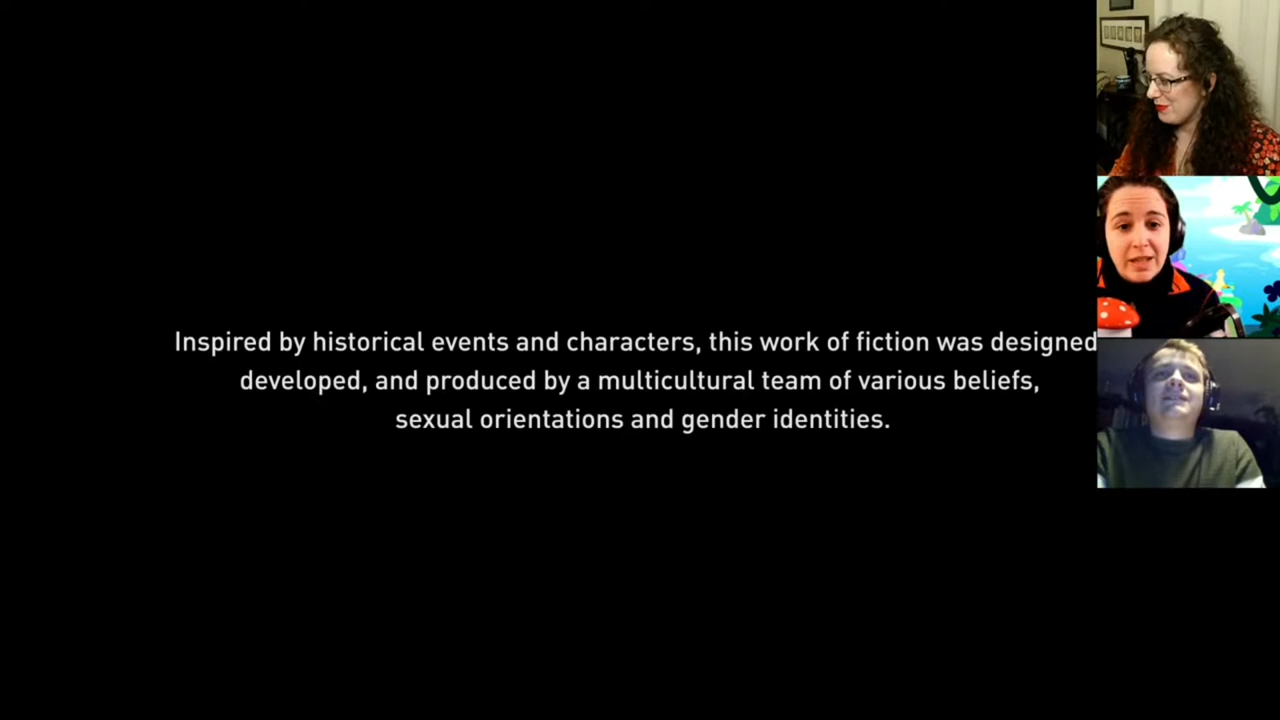 Inspired by historical events and characters, this work of fiction was designed
developed, and produced by a multicultural team of various beliefs,
sexual orientations and gender identities.